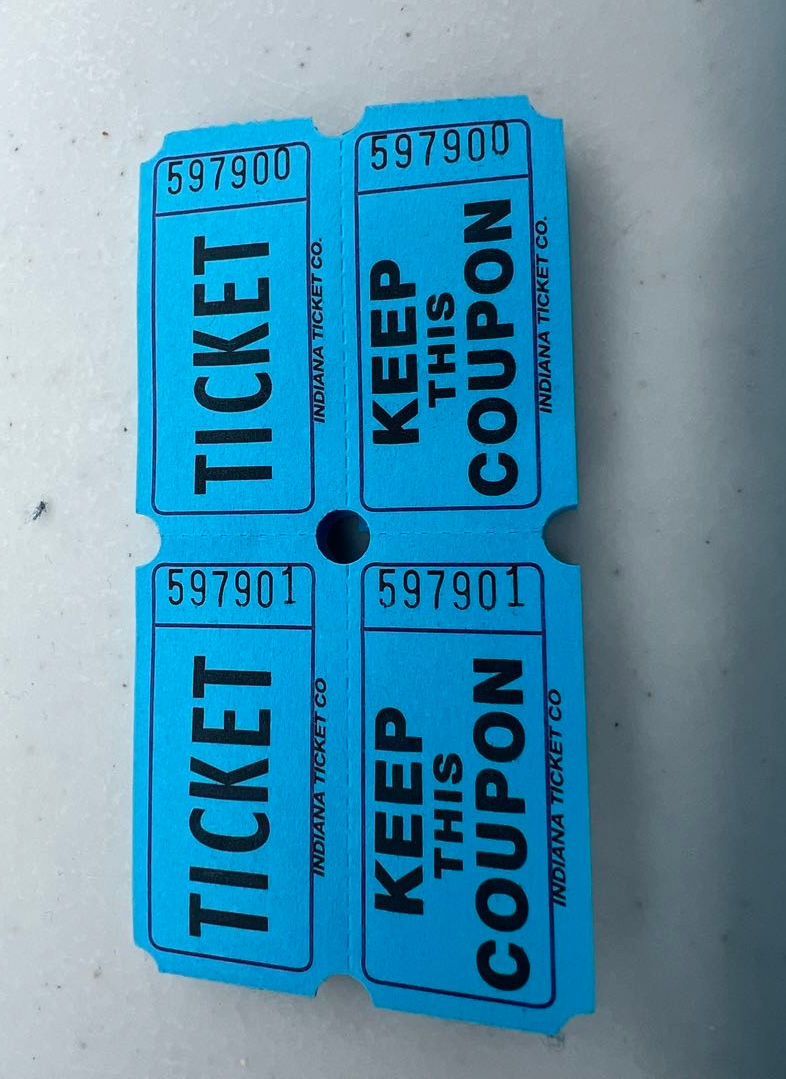 597900
TICKET
INDIANA TICKET CO.
597900
KEEP
THIS
COUPON
INDIANA TICKET CO.
597901
TICKET
INDIANA TICKET CO
597901
KEEP
THIS
COUPON
INDIANA TICKET CO